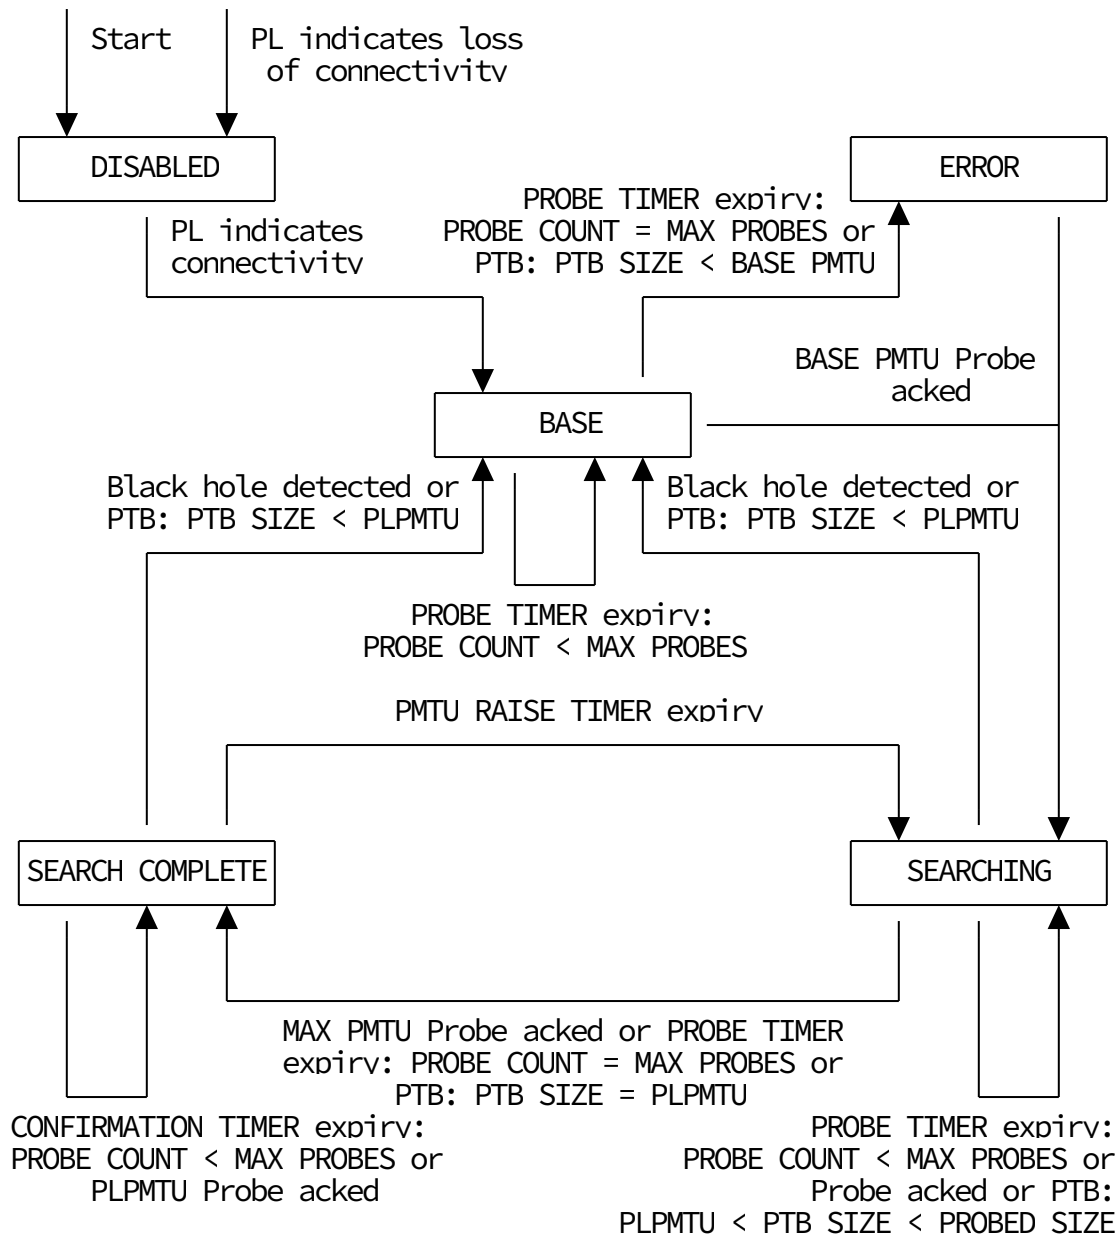 Start
PL indicates loss
of connectivity
DISABLED
ERROR
PROBE TIMER expiry:
PROBE COUNT = MAX PROBES or
PTB: PTB SIZE < BASE PMTU
PL indicates
connectivity
BASE PMTU Probe
acked
BASE
Black hole detected or
PTB: PTB SIZE < PLPMTU
Black hole detected or
PTB: PTB SIZE < PLPMTU
PROBE TIMER expiry:
PROBE COUNT < MAX PROBES
PMTU RAISE TIMER expiry
SEARCH COMPLETE
SEARCHING
MAX PMTU Probe acked or PROBE TIMER
expiry: PROBE COUNT = MAX PROBES or
PTB: PTB SIZE = PLPMTU
CONFIRMATION TIMER expiry:
PROBE COUNT < MAX PROBES or
PLPMTU Probe acked
PROBE TIMER expiry:
PROBE COUNT < MAX PROBES or
Probe acked or PTB:
PLPMTU < PTB SIZE < PROBED SIZE